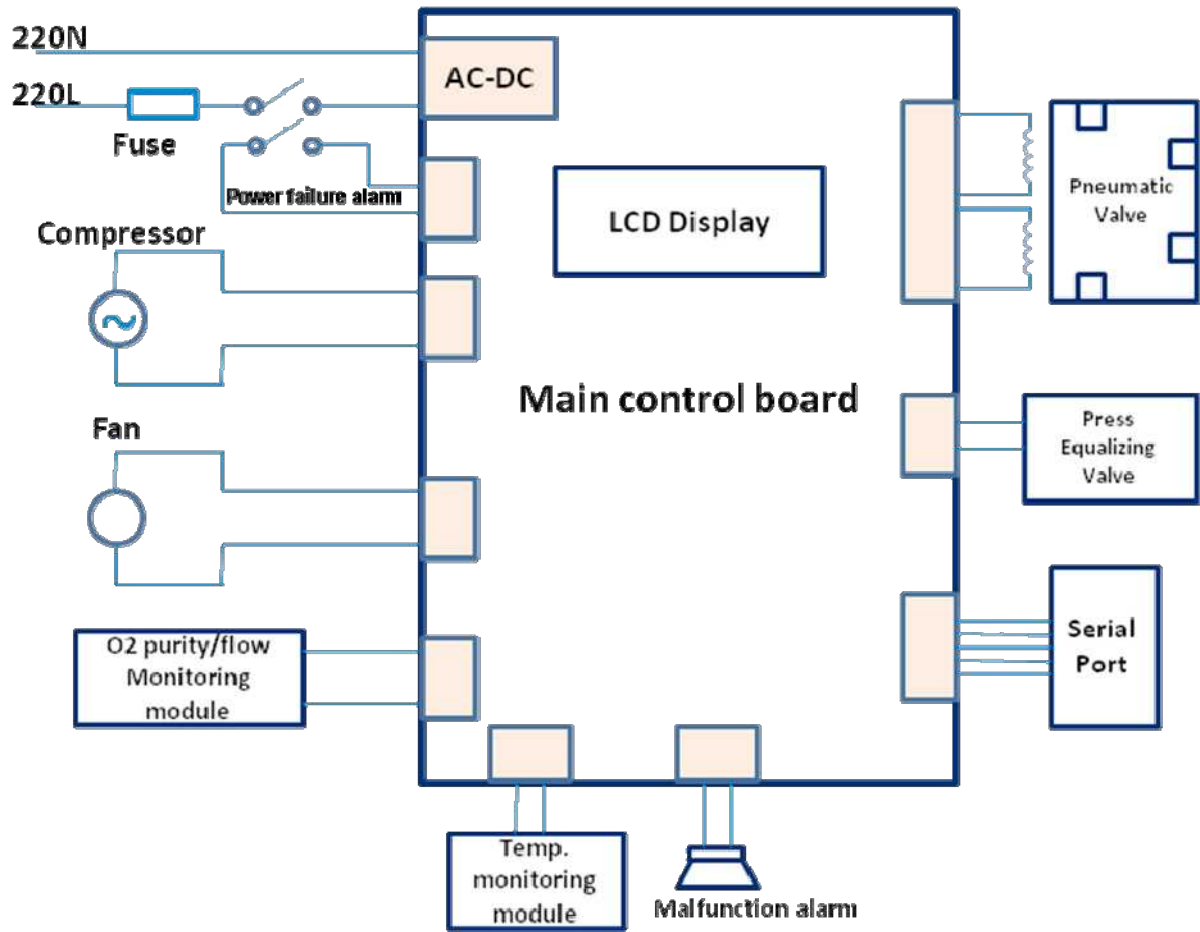 220N
AC-DC
220L
Fuse
Power failure alarm
LCD Display
Pneumatic
Valve
Compressor
Main control board
Press
Equalizing
Valve
Fan
O2 purity/flow
Monitoring
module
Serial
Port
Temp.
monitoring
module
Malfunction alarm